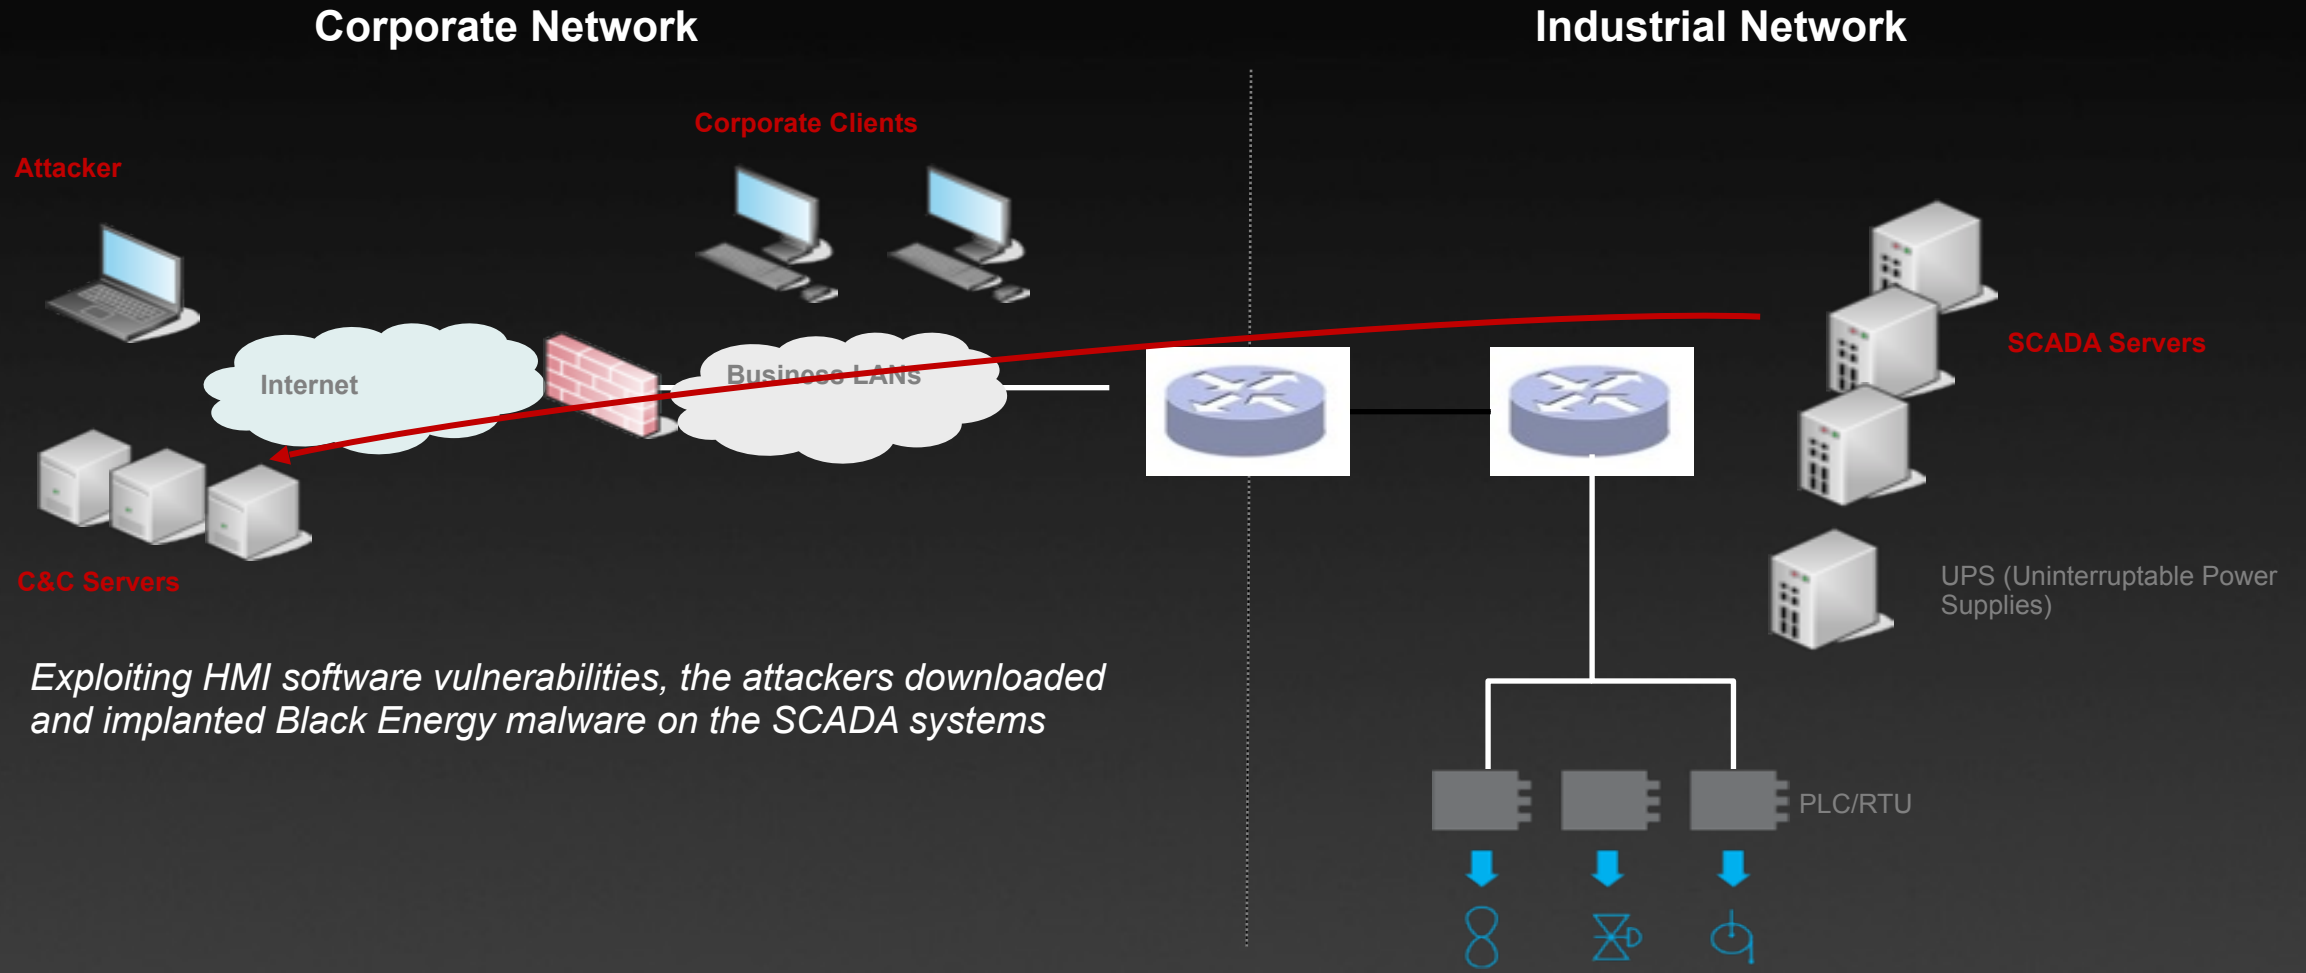 Corporate Network
Industrial Network
Corporate Clients
Attacker
SCADA Servers
Internet
Business LANs
C&C Servers
UPS (Uninterruptable Power
Supplies)
Exploiting HMI software vulnerabilities, the attackers downloaded
and implanted Black Energy malware on the SCADA systems
PLC/RTU